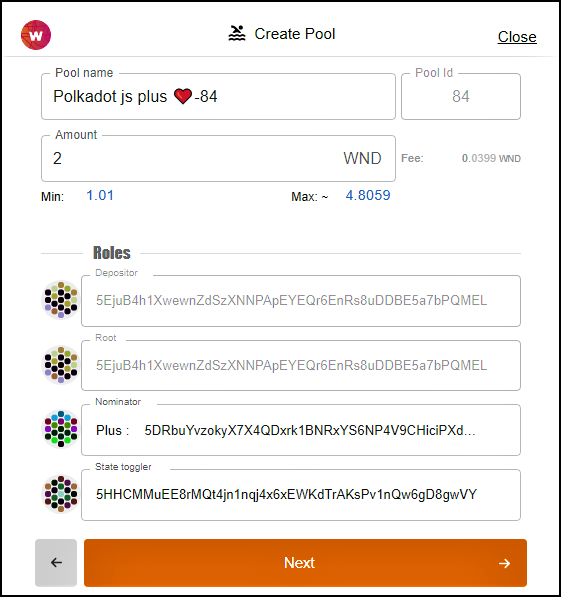 w
Create Pool
Close
Pool name
Pool Id
Polkadot js plus ❤️-84
84
Amount
2
WND
Fee:
0.0399 WND
Min:
1.01
Max: ~
4.8059
Roles
Depositor
5EjuB4h1XwewnZdSzXNNPApEYEQr6EnRs8uDDBE5a7bPQMEL
Root
5EjuB4h1XwewnZdSzXNNPApEYEQr6EnRs8uDDBE5a7bPQMEL
Nominator
Plus :
5DRbuYvzokyX7X4QDxrk1BNRxYS6NP4V9CHiciPXd...
State toggler
5HHCMMuEE8rMQt4jn1nqj4x6xEWKdTrAKsPv1nQw6gD8gwVY
Next